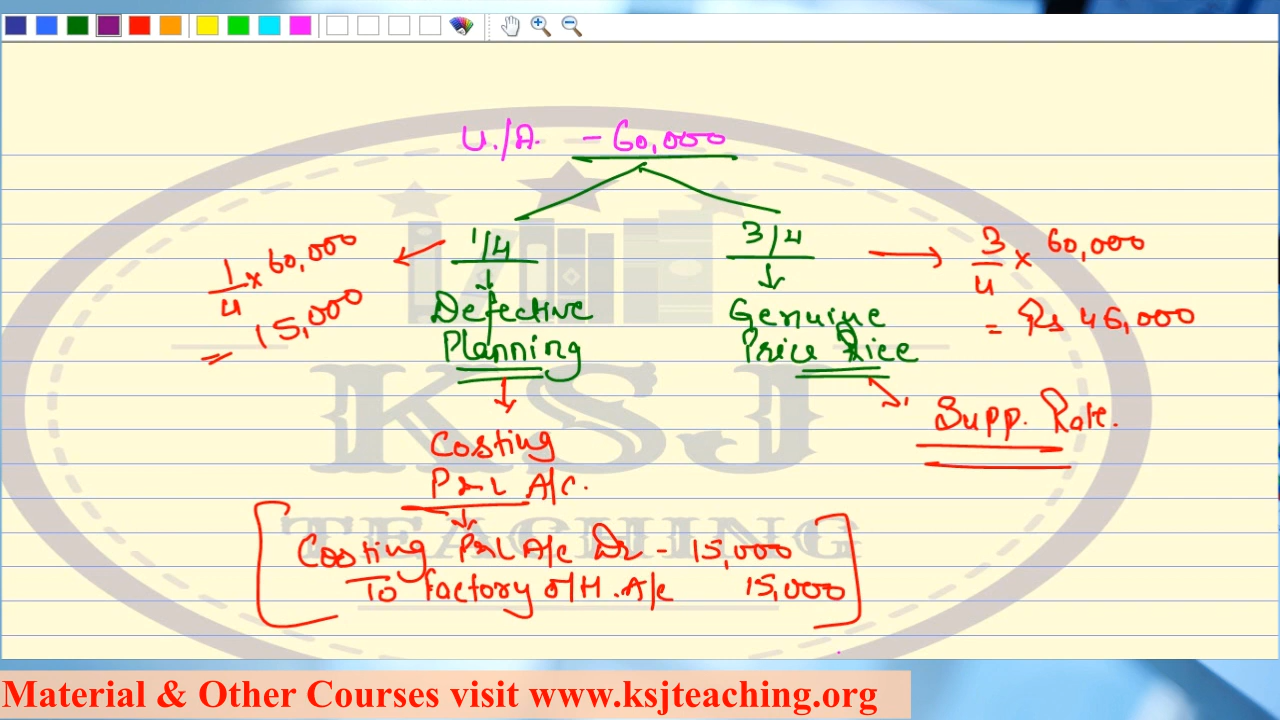 U./A. - 60,000
1/4
3/4
1/4 × 60,000
= 15,000
3/4 × 60,000
= Rs 45,000
Defective
Planning
Genuine
Price Rice
Supp. Rate.
Costing
P&L A/C.
Costing P&L A/c Dr - 15,000
To factory O/H. A/c 15,000
KSJ
TEACHING
Material & Other Courses visit www.ksjteaching.org